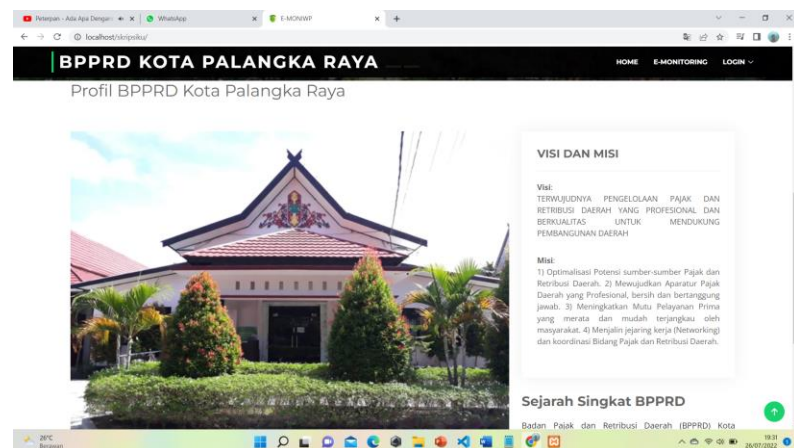 Peterpan - Ada Apa Dengan
WhatsApp
E-MONIWP
localhost/skripsiku/
BPPRD KOTA PALANGKA RAYA
HOME E-MONITORING LOGIN
Profil BPPRD Kota Palangka Raya
VISI DAN MISI
Visi:
TERWUJUDNYA PENGELOLAAN PAJAK DAN
RETRIBUSI DAERAH YANG PROFESIONAL DAN
BERKUALITAS UNTUK MENDUKUNG
PEMBANGUNAN DAERAH
Misi:
1) Optimalisasi Potensi sumber-sumber Pajak dan
Retribusi Daerah. 2) Mewujudkan Aparatur Pajak
Daerah yang Profesional, bersih dan bertanggung
jawab. 3) Meningkatkan Mutu Pelayanan Prima
yang merata dan mudah terjangkau oleh
masyarakat. 4) Menjalin jejaring kerja (Networking)
dan koordinasi Bidang Pajak dan Retribusi Daerah.
Sejarah Singkat BPPRD
Badan Pajak dan Retribusi Daerah (BPPRD) Kota
26°C
Berawan
19:31
26/07/2022